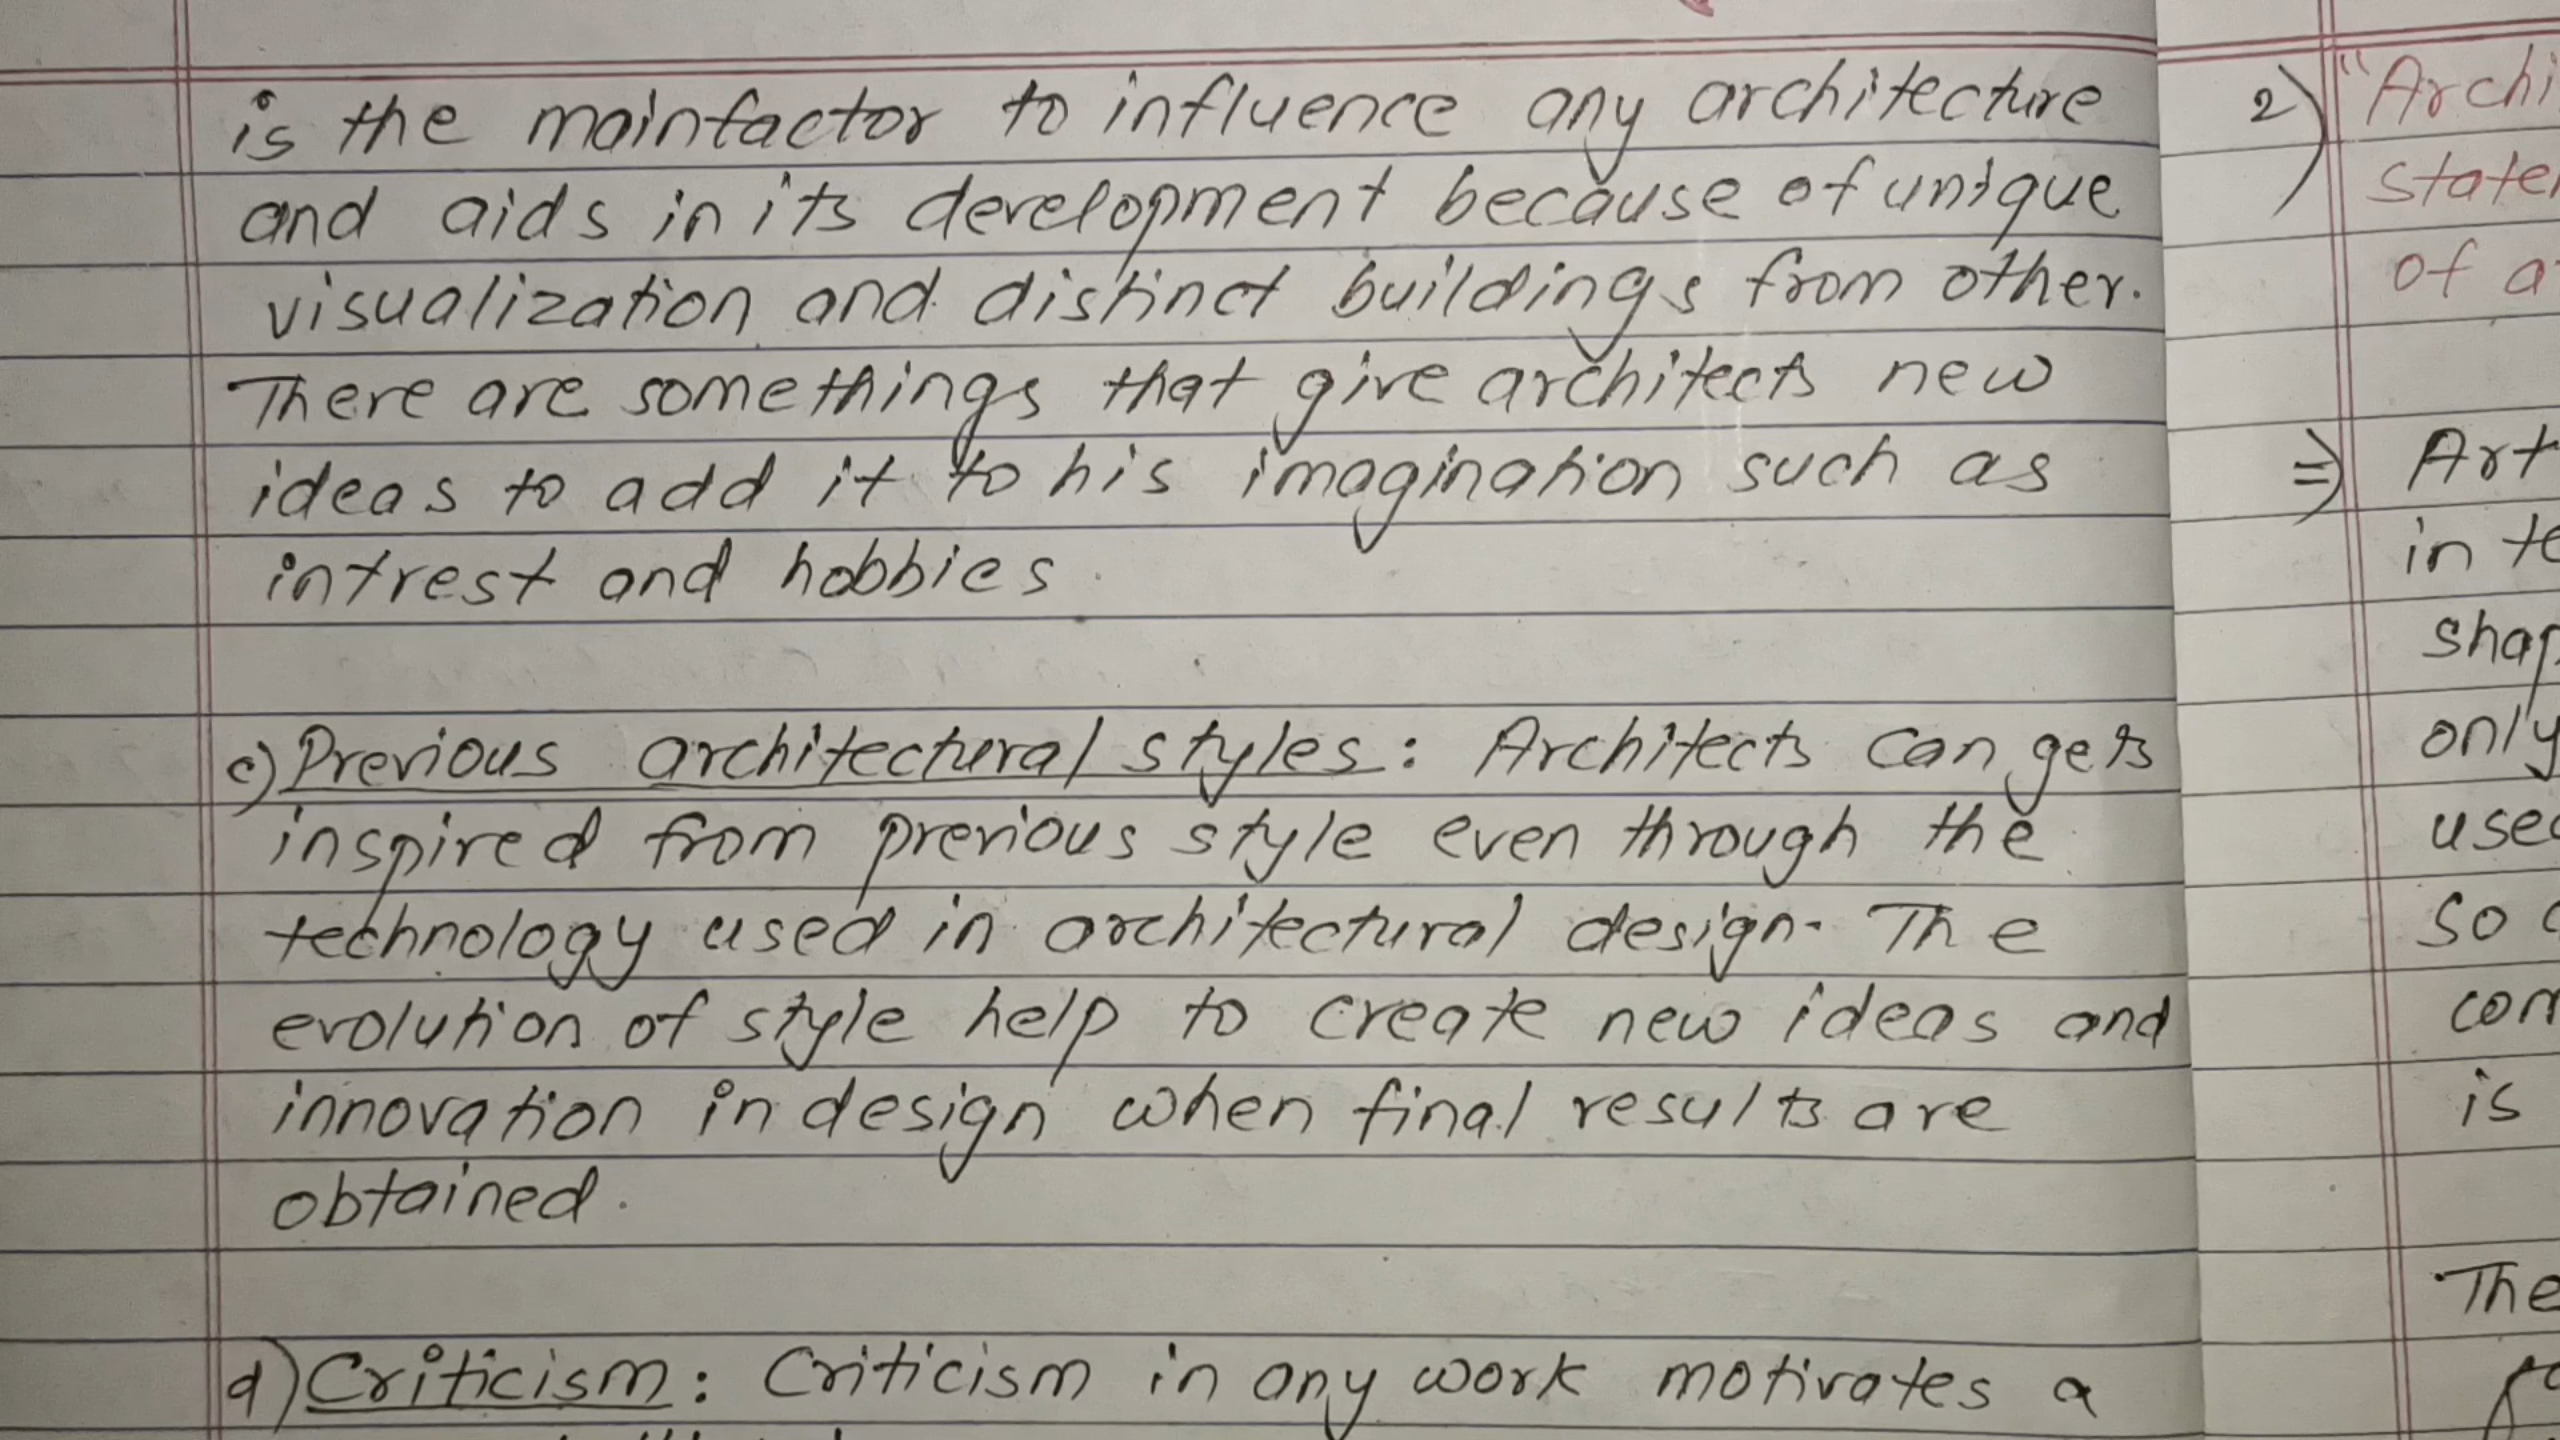 is the mainfactor to influence any architecture
and aids in its development because of unique
visualization and distinct buildings from other.
There are somethings that give architects new
ideas to add it to his imagination such as
intrest and hobbies
c) Previous architectural styles: Architects can gets
inspired from previous style even through the
technology used in architectural design. The
evolution of style help to create new ideas and
innovation in design when final results are
obtained.
d) Criticism: Criticism in any work motivates a
2) "Archi
state
of a
=) Art
in te
shap
only
used
so
com
is
The